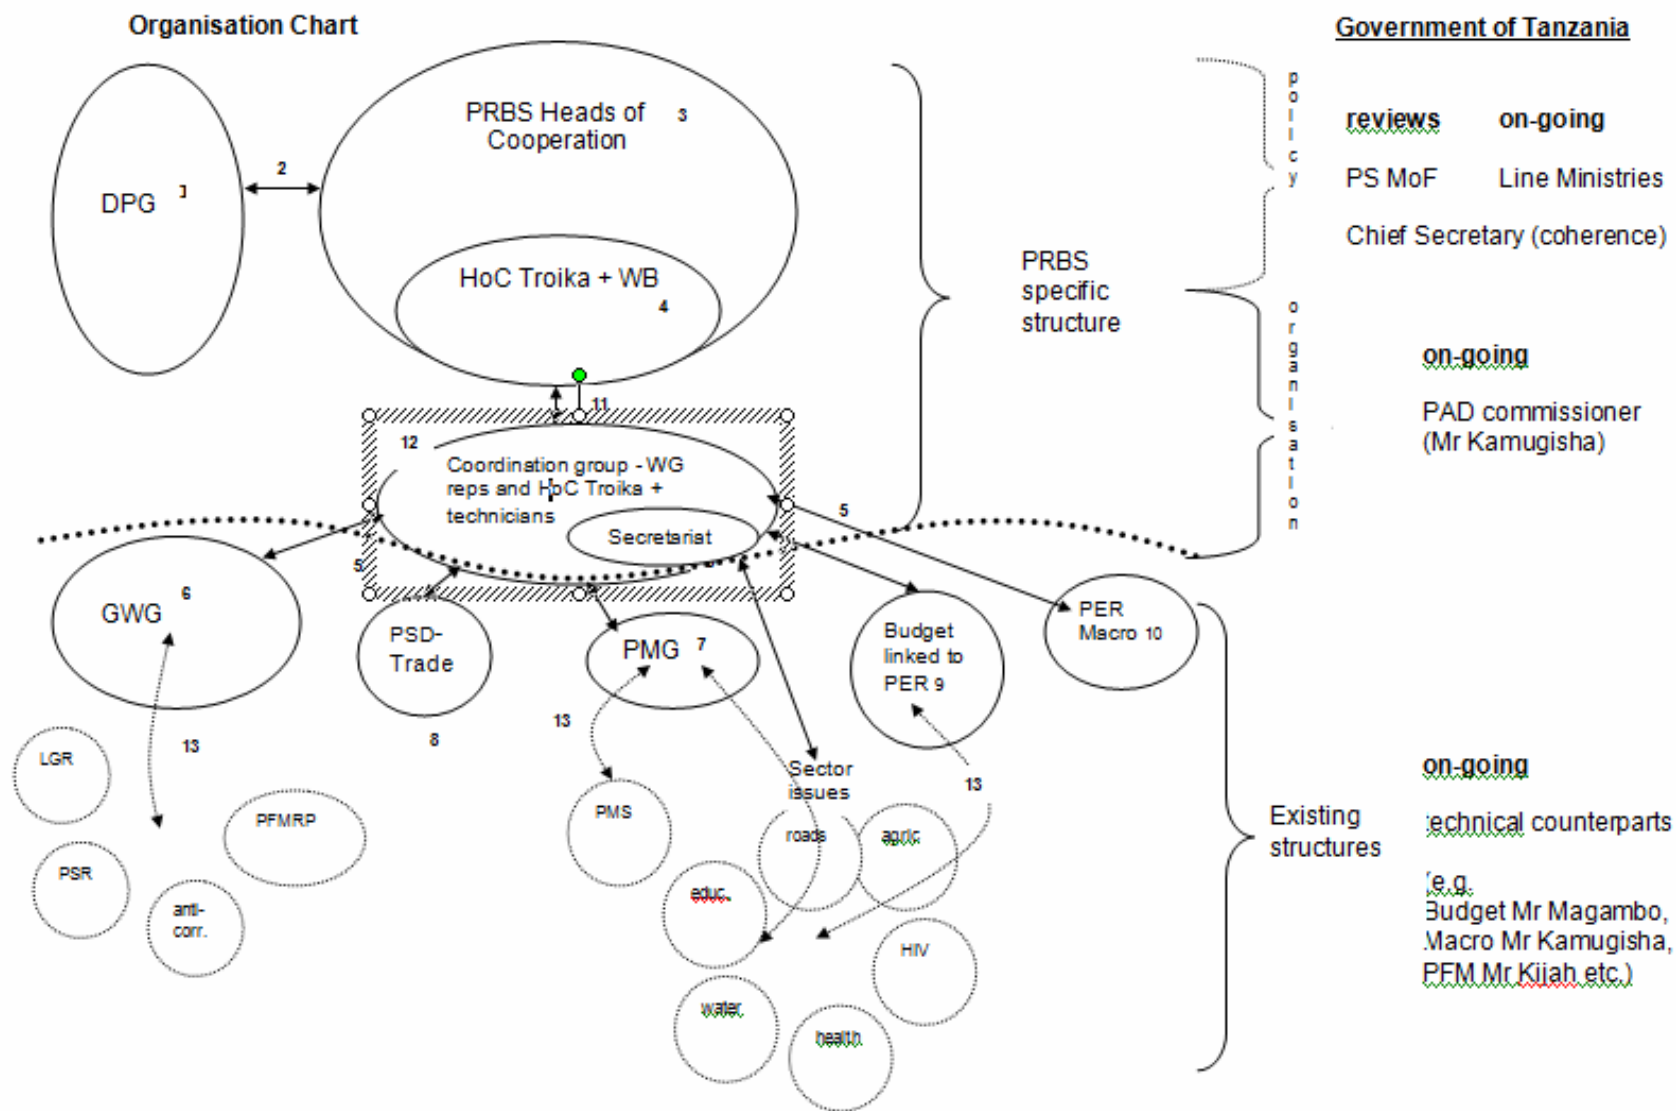 Organisation Chart
Government of Tanzania
PRBS Heads of 3
Cooperation
DPG
2
HoC Troika + WB
4
PRBS
specific
structure
policy
reviews on-going
PS MoF Line Ministries
Chief Secretary (coherence)
organisation
on-going
PAD commissioner
(Mr Kamugisha)
11
12
Coordination group - WG
reps and HoC Troika +
technicians
Secretariat
5
5
GWG 6
PSD-
Trade
8
PMG 7
Budget
linked to
PER 9
PER
Macro 10
13
13
13
LGR
PSR
anti-
corr.
PFMRP
PMS
Sector
issues
roads
agric.
educ.
HIV
water
health
Existing
structures
on-going
technical counterparts
(e.g.
Budget Mr Magambo,
Macro Mr Kamugisha,
PFM Mr Kijah etc.)